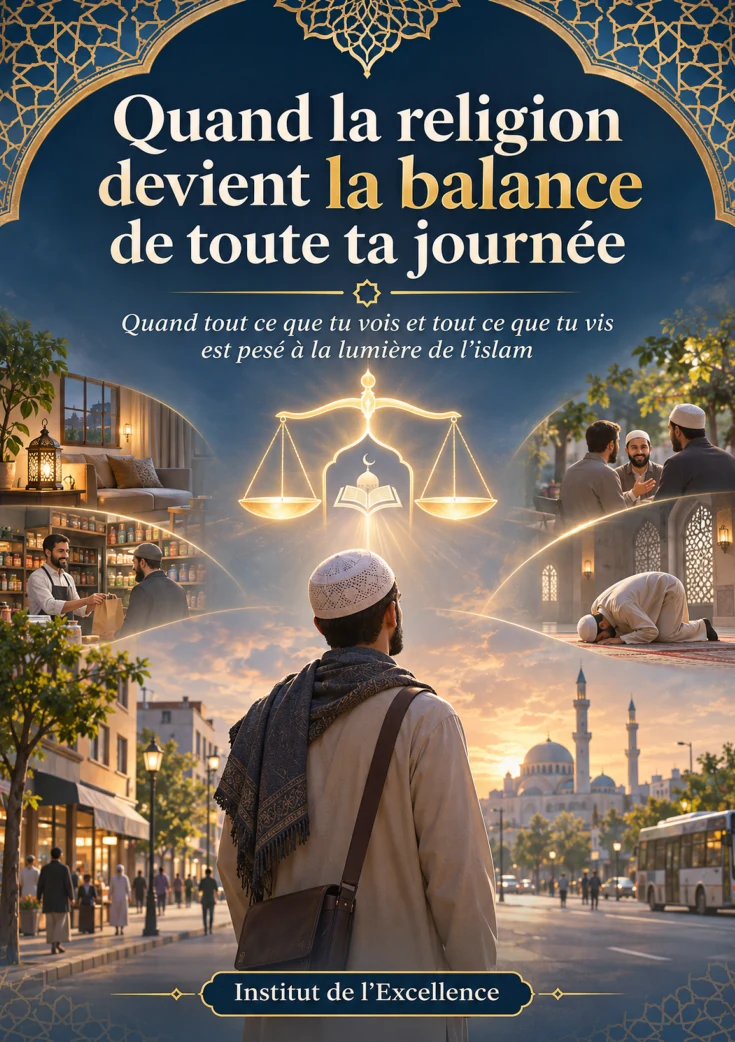 Quand la religion
devient la balance
de toute ta journée
Quand tout ce que tu vois et tout ce que tu vis
est pesé à la lumière de l’islam
Institut de l’Excellence